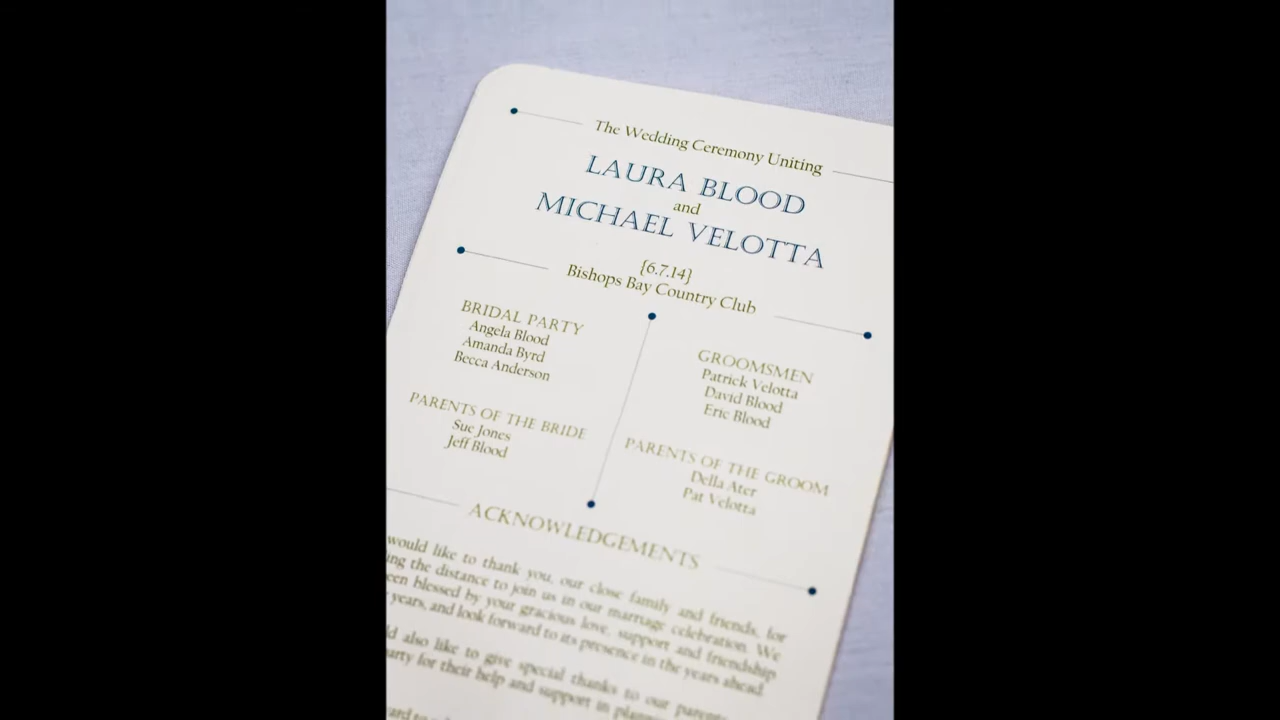 The Wedding Ceremony Uniting
LAURA BLOOD
and
MICHAEL VELOTTA
{6.7.14}
Bishops Bay Country Club
BRIDAL PARTY
Angela Blood
Amanda Byrd
Becca Anderson
PARENTS OF THE BRIDE
Sue Jones
Jeff Blood
GROOMSMEN
Patrick Velotta
David Blood
Eric Blood
PARENTS OF THE GROOM
Della Ater
Pat Velotta
ACKNOWLEDGEMENTS
would like to thank you, our close family and friends, for
the distance to join us in our marriage celebration. We
blessed by your gracious love, support and friendship
years, and look forward to its presence in the years ahead.
also like to give special thanks to our parents
for their help and support in